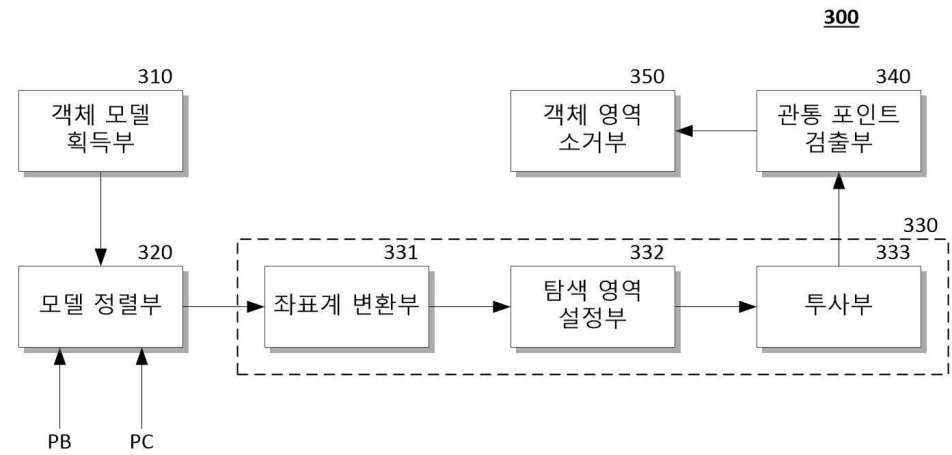 300
310
객체 모델
획득부
350
객체 영역
소거부
340
관통 포인트
검출부
330
320
모델 정렬부
331
좌표계 변환부
332
탐색 영역
설정부
333
투사부
PB
PC